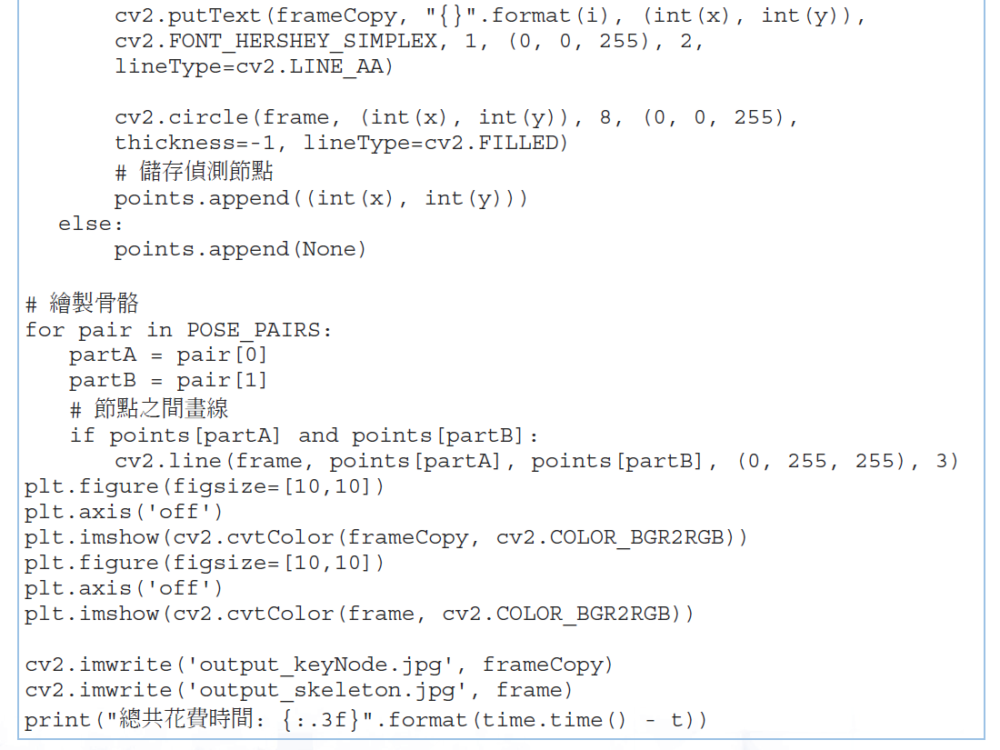 cv2.putText(frameCopy, "{}".format(i), (int(x), int(y)),
cv2.FONT_HERSHEY_SIMPLEX, 1, (0, 0, 255), 2,
lineType=cv2.LINE_AA)
cv2.circle(frame, (int(x), int(y)), 8, (0, 0, 255),
thickness=-1, lineType=cv2.FILLED)
# 儲存偵測節點
points.append((int(x), int(y)))
else:
points.append(None)
# 繪製骨骼
for pair in POSE_PAIRS:
partA = pair[0]
partB = pair[1]
# 節點之間畫線
if points[partA] and points[partB]:
cv2.line(frame, points[partA], points[partB], (0, 255, 255), 3)
plt.figure(figsize=[10,10])
plt.axis('off')
plt.imshow(cv2.cvtColor(frameCopy, cv2.COLOR_BGR2RGB))
plt.figure(figsize=[10,10])
plt.axis('off')
plt.imshow(cv2.cvtColor(frame, cv2.COLOR_BGR2RGB))
cv2.imwrite('output_keyNode.jpg', frameCopy)
cv2.imwrite('output_skeleton.jpg', frame)
print("總共花費時間: {:.3f}".format(time.time() - t))